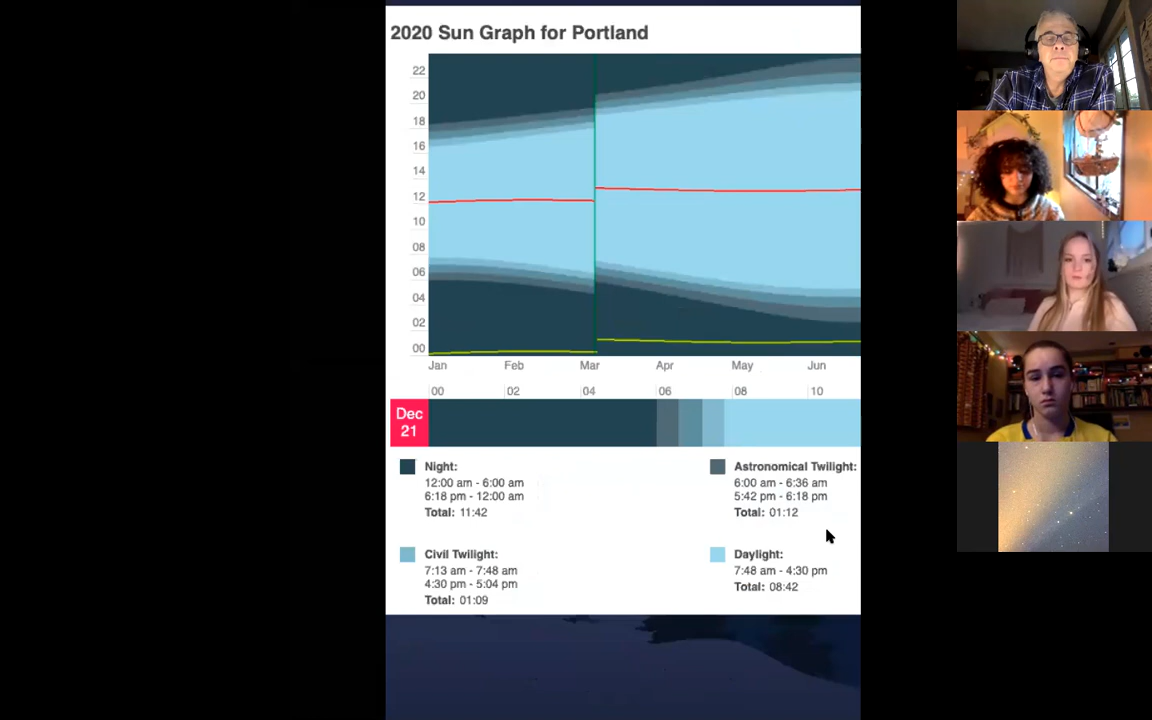 2020 Sun Graph for Portland
22
20
18
16
14
12
10
08
06
04
02
00
Jan Feb Mar Apr May Jun
00 02 04 06 08 10
Dec
21
Night:
12:00 am - 6:00 am
6:18 pm - 12:00 am
Total: 11:42
Astronomical Twilight:
6:00 am - 6:36 am
5:42 pm - 6:18 pm
Total: 01:12
Civil Twilight:
7:13 am - 7:48 am
4:30 pm - 5:04 pm
Total: 01:09
Daylight:
7:48 am - 4:30 pm
Total: 08:42